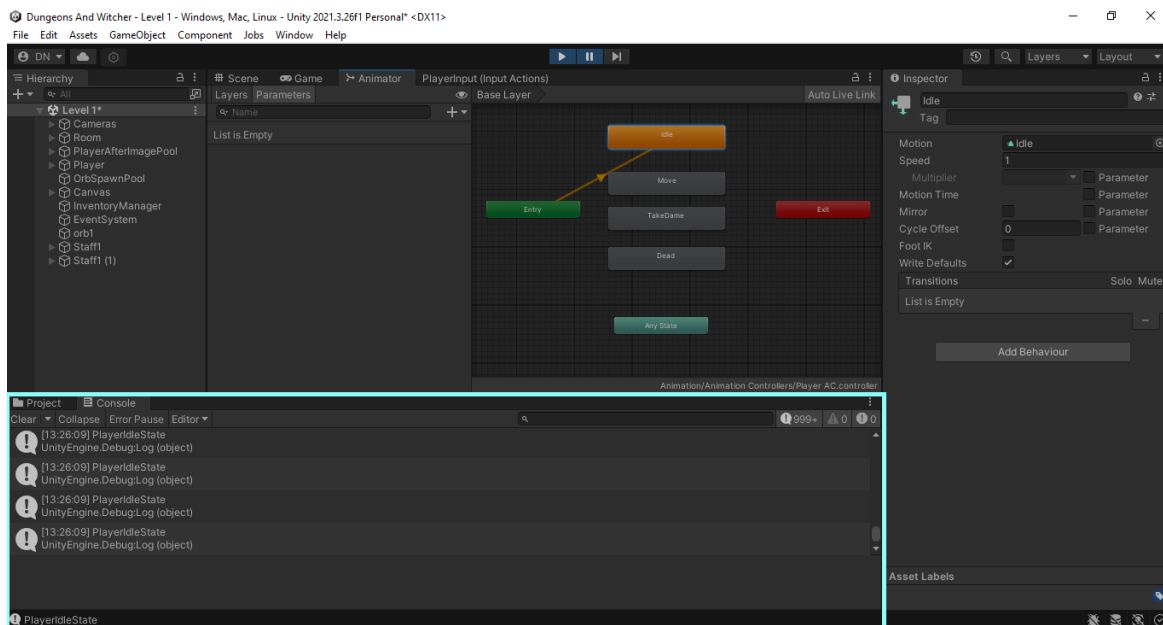 Dungeons And Witcher - Level 1 - Windows, Mac, Linux - Unity 2021.3.26f1 Personal* <DX11>
File Edit Assets GameObject Component Jobs Window Help
DN
Layers
Layout
Hierarchy
All
Level 1*
Cameras
Room
PlayerAfterImagePool
Player
OrbSpawnPool
Canvas
InventoryManager
EventSystem
orb1
Staff1
Staff1 (1)
Scene Game Animator PlayerInput (Input Actions)
Layers Parameters
Base Layer
Auto Live Link
Name
List is Empty
Idle
Move
Entry
TakeDame
Exit
Dead
Any State
Animation/Animation Controllers/Player AC.controller
Inspector
Idle
Tag
Motion Idle
Speed 1
Multiplier Parameter
Motion Time Parameter
Mirror Parameter
Cycle Offset 0 Parameter
Foot IK
Write Defaults
Transitions Solo Mute
List is Empty
Add Behaviour
Asset Labels
Project Console
Clear Collapse Error Pause Editor
999+ 0 0
[13:26:09] PlayerIdleState
UnityEngine.Debug:Log (object)
[13:26:09] PlayerIdleState
UnityEngine.Debug:Log (object)
[13:26:09] PlayerIdleState
UnityEngine.Debug:Log (object)
[13:26:09] PlayerIdleState
UnityEngine.Debug:Log (object)
PlayerIdleState